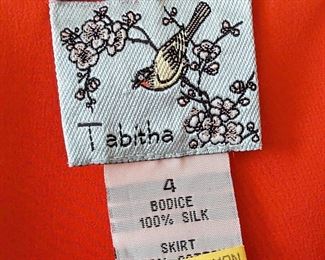 Tabitha
4
BODICE
100% SILK
SKIRT